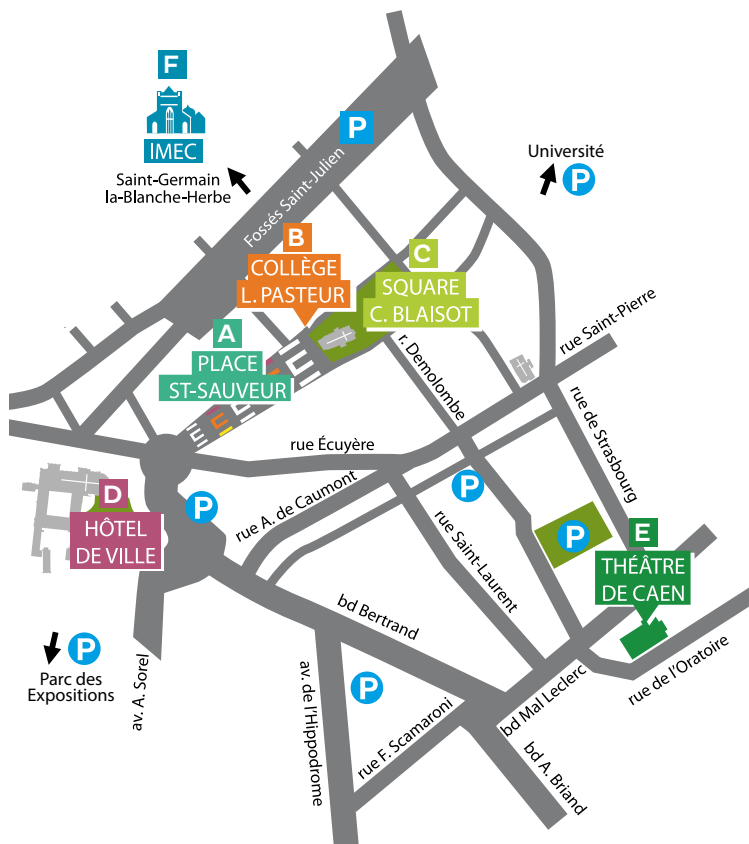 F
IMEC
Saint-Germain
la-Blanche-Herbe
P
Fossés Saint-Julien
Université
P
B
COLLÈGE
L. PASTEUR
C
SQUARE
C. BLAISOT
A
PLACE
ST-SAUVEUR
r. Demolombe
rue Saint-Pierre
rue Écuyère
rue de Strasbourg
rue A. de Caumont
P
P
rue Saint-Laurent
P
D
HÔTEL
DE VILLE
E
THÉÂTRE
DE CAEN
bd Bertrand
P
Parc des
Expositions
av. A. Sorel
av. de l'Hippodrome
P
rue F. Scamaroni
bd Mal Leclerc
rue de l'Oratoire
bd A. Briand